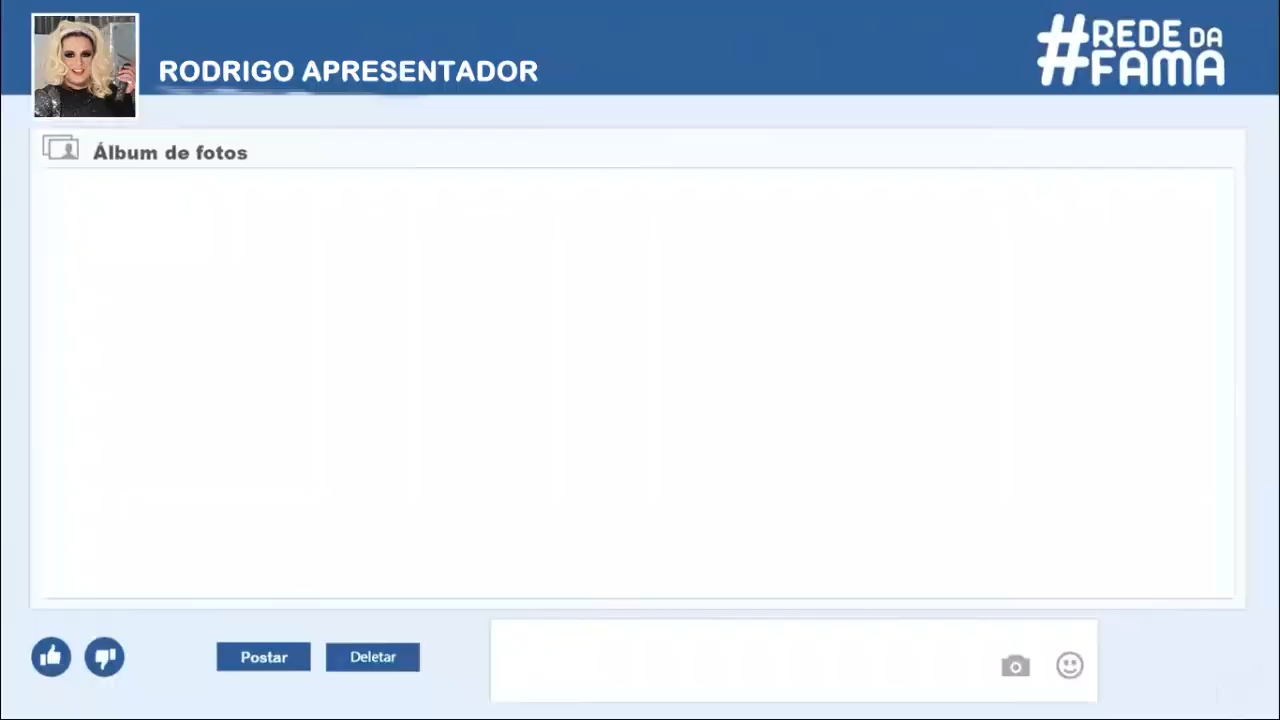 RODRIGO APRESENTADOR
#REDE DA
FAMA
Álbum de fotos
Postar
Deletar